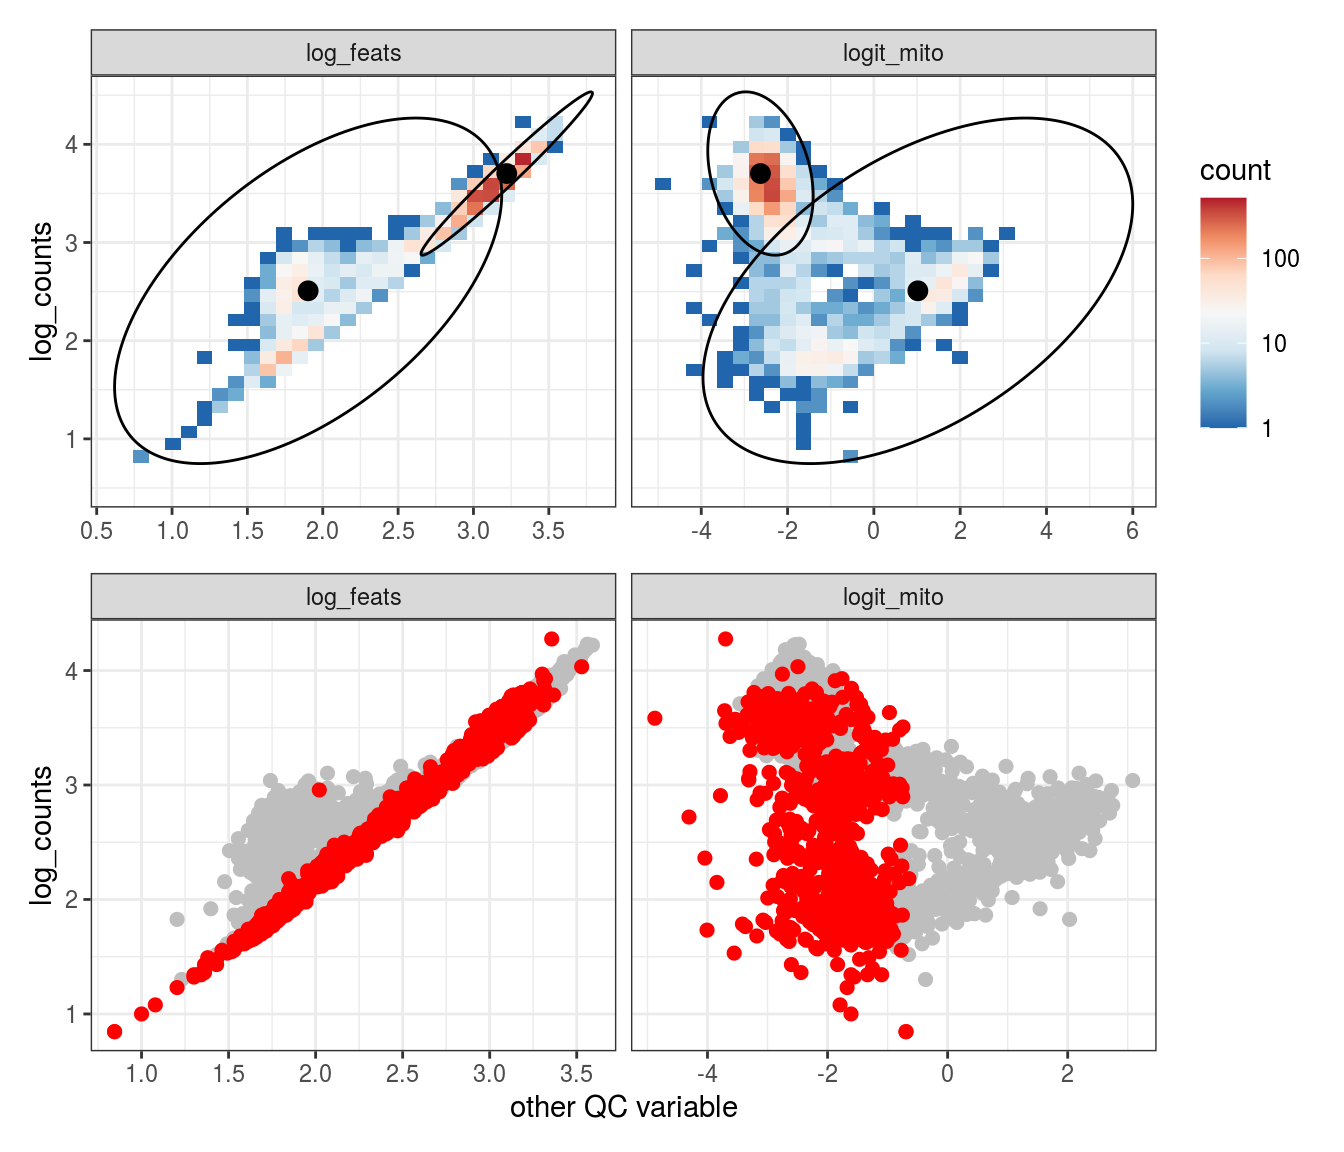 log_feats logit_mito
log_counts
4
3
2
1
0.5 1.0 1.5 2.0 2.5 3.0 3.5
-4 -2 0 2 4 6
count
100
10
1
log_feats logit_mito
log_counts
4
3
2
1
1.0 1.5 2.0 2.5 3.0 3.5
-4 -2 0 2
other QC variable